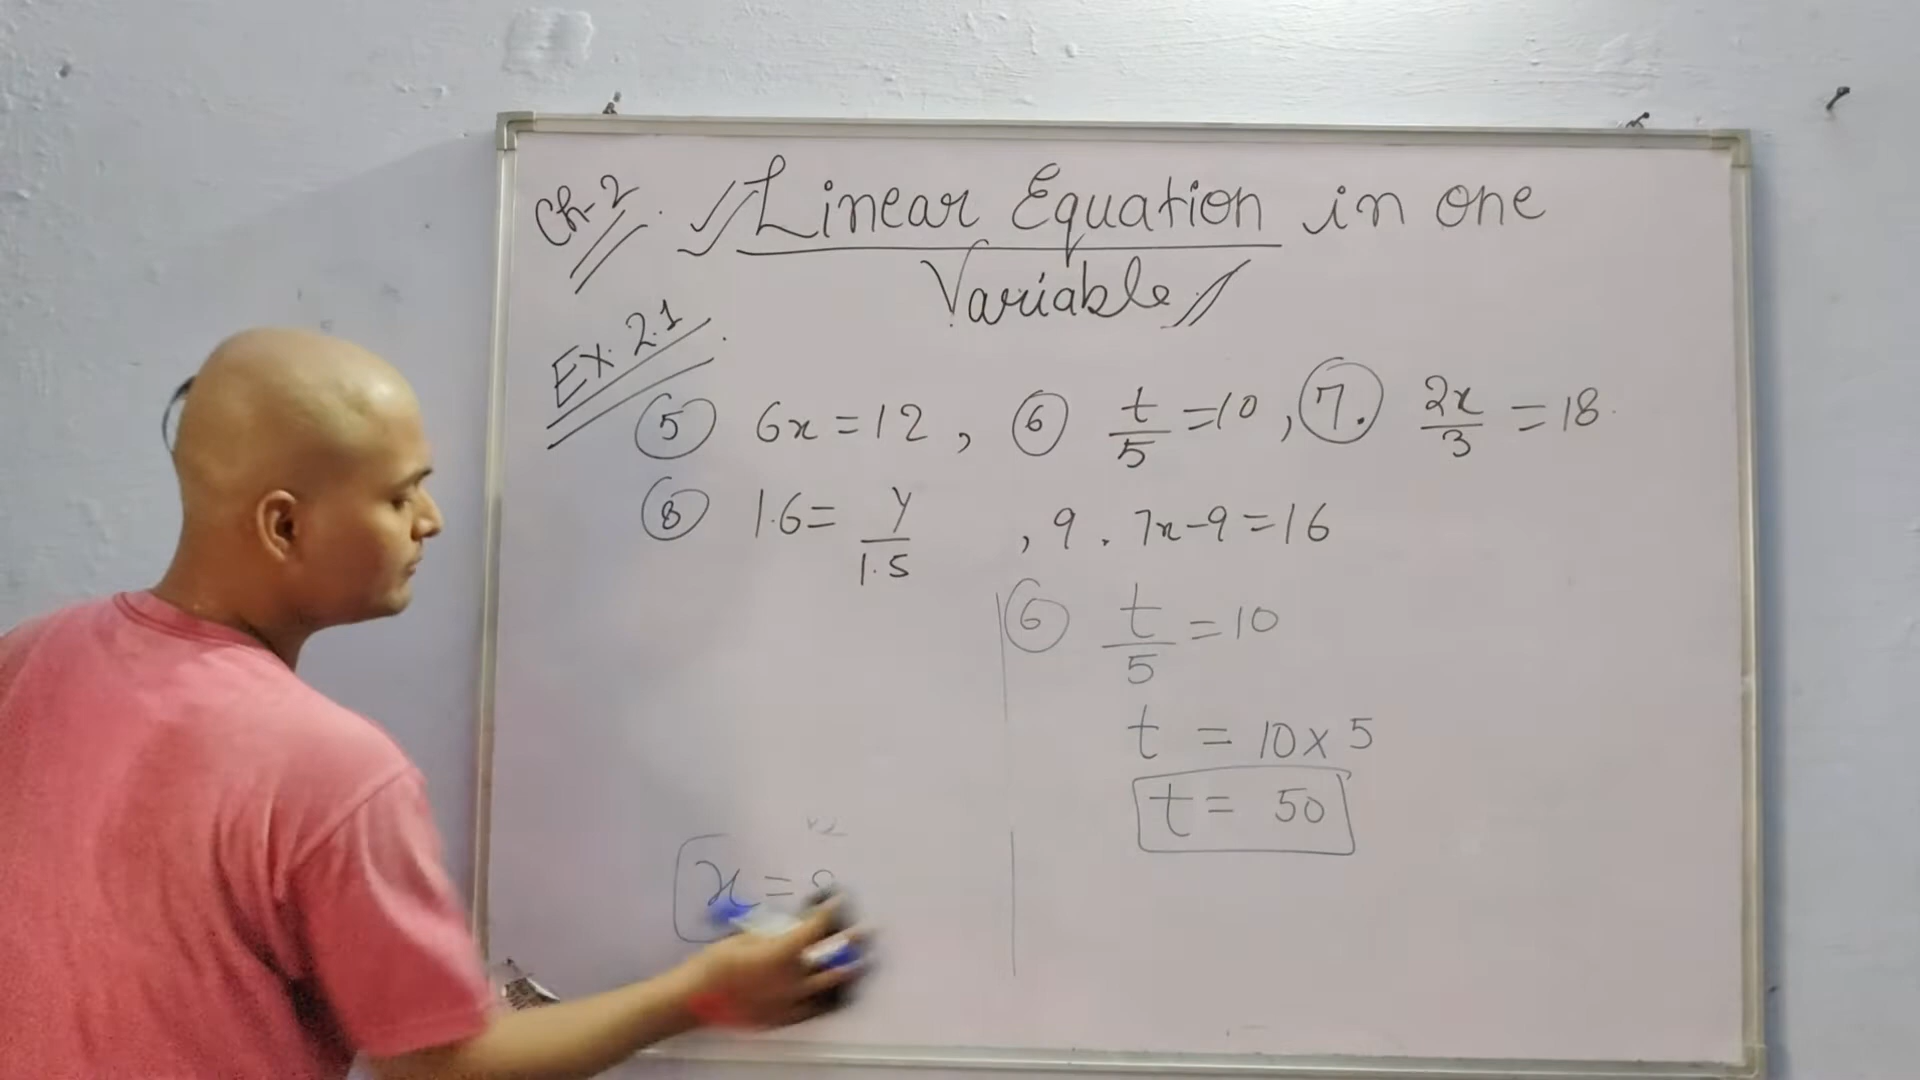 Ch-2 Linear Equation in one
Variable
Ex. 2.1
5 6x = 12 , 6 t/5 = 10 , 7. 2x/3 = 18
8 1.6 = y/1.5 , 9. 7x-9 = 16
6 t/5 = 10
t = 10 x 5
t = 50
x =